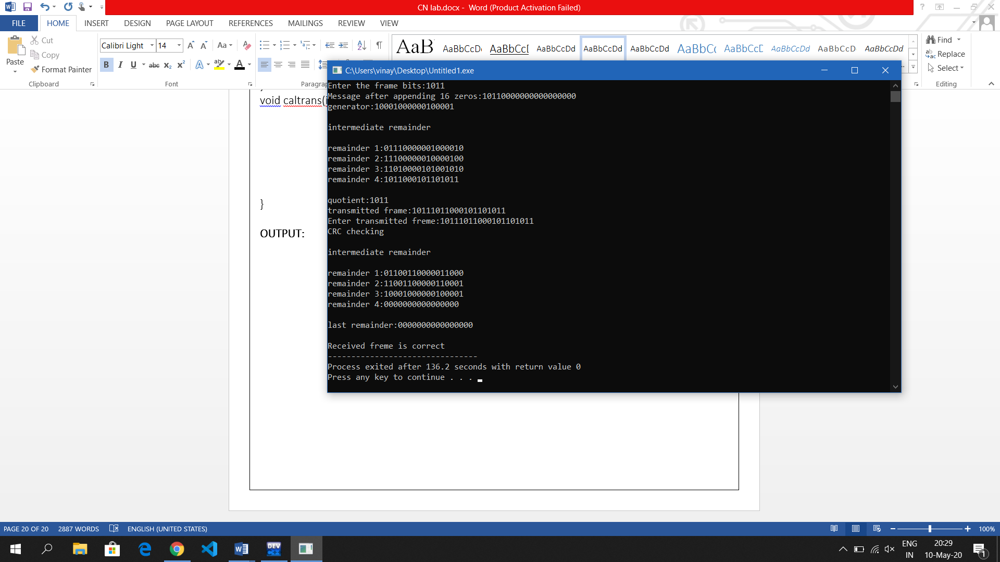 CN lab.docx - Word (Product Activation Failed)
FILE HOME INSERT DESIGN PAGE LAYOUT REFERENCES MAILINGS REVIEW VIEW
Paste
Cut
Copy
Format Painter
Clipboard
Calibri Light 14
Font
AaB AaBbCcD AaBbCcI AaBbCcDd AaBbCcDd AaBbCcDd AaBbCc AaBbCcD AaBbCcDd AaBbCcD AaBbCcDd
Find
Replace
Select
Editing
void caltrans(
}
OUTPUT:
C:\Users\vinay\Desktop\Untitled1.exe
Enter the frame bits:1011
Message after appending 16 zeros:10110000000000000000
generator:10001000000100001
intermediate remainder
remainder 1:01110000001000010
remainder 2:11100000010000100
remainder 3:11010000101001010
remainder 4:1011000101101011
quotient:1011
transmitted frame:10111011000101101011
Enter transmitted freme:10111011000101101011
CRC checking
intermediate remainder
remainder 1:01100110000011000
remainder 2:11001100000110001
remainder 3:10001000000100001
remainder 4:0000000000000000
last remainder:0000000000000000
Received freme is correct
--------------------------------
Process exited after 136.2 seconds with return value 0
Press any key to continue . . .
PAGE 20 OF 20 2887 WORDS ENGLISH (UNITED STATES) 100%
DEV C++
ENG
IN
20:29
10-May-20
1